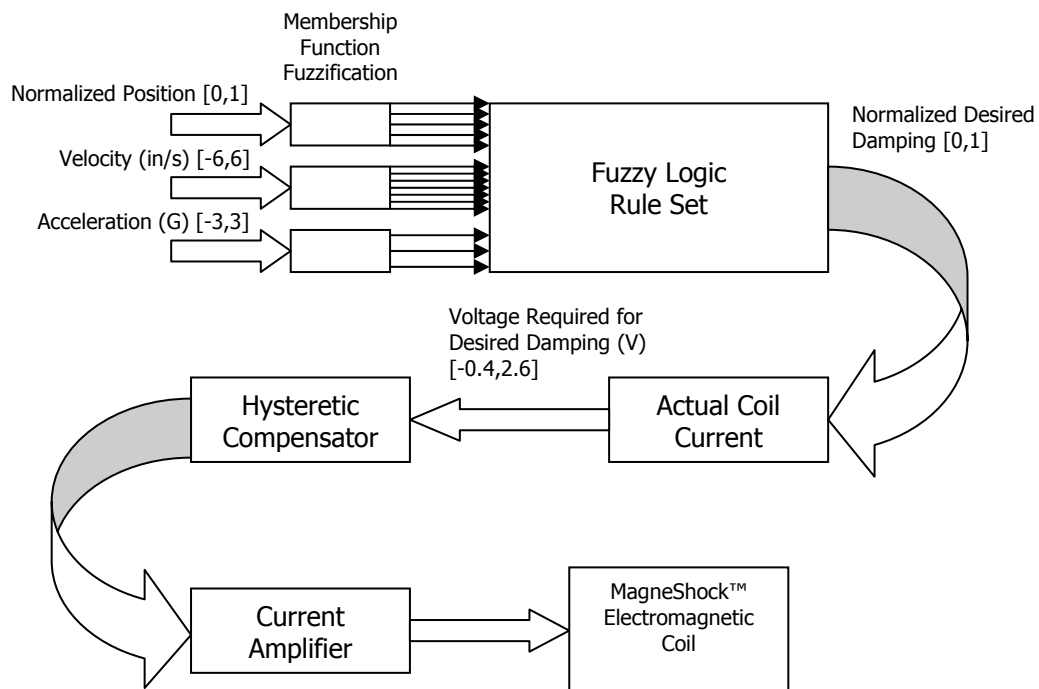 Membership
Function
Fuzzification
Normalized Position [0,1]
Velocity (in/s) [-6,6]
Acceleration (G) [-3,3]
Fuzzy Logic
Rule Set
Normalized Desired
Damping [0,1]
Voltage Required for
Desired Damping (V)
[-0.4,2.6]
Hysteretic
Compensator
Actual Coil
Current
Current
Amplifier
MagneShock™
Electromagnetic
Coil